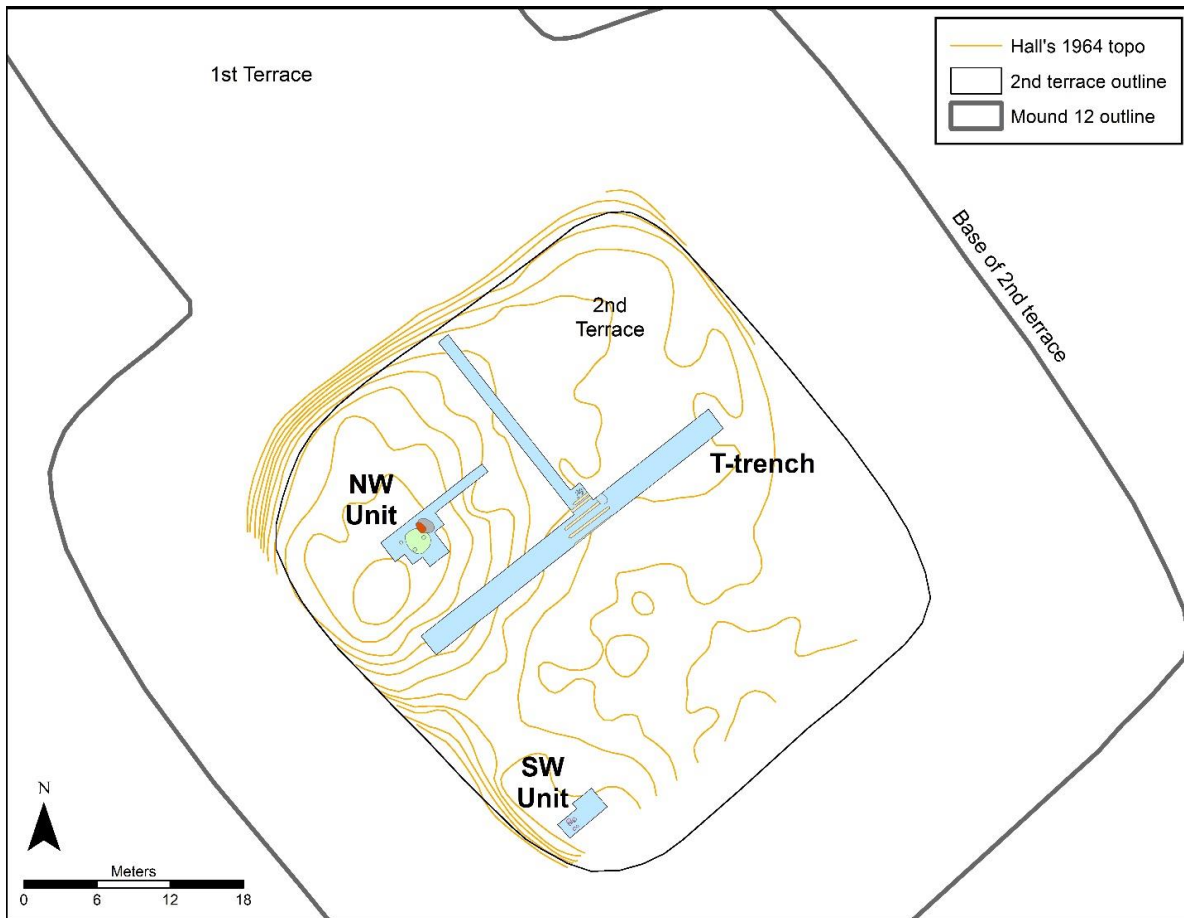 1st Terrace
Hall's 1964 topo
2nd terrace outline
Mound 12 outline
Base of 2nd terrace
2nd
Terrace
T-trench
NW
Unit
SW
Unit
N
Meters
0 6 12 18